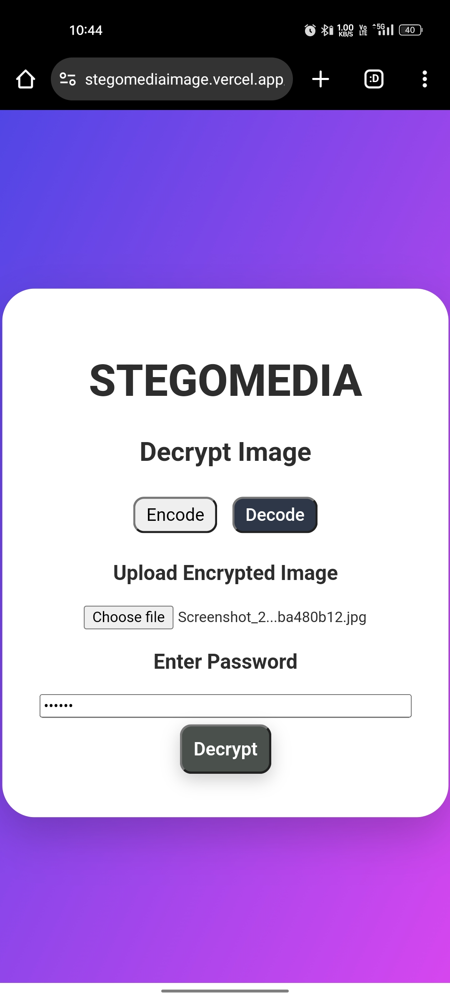 10:44
1.00 KB/S Vo LTE 5G 40
stegomediaimage.vercel.app
:D
STEGOMEDIA
Decrypt Image
Encode Decode
Upload Encrypted Image
Choose file Screenshot_2...ba480b12.jpg
Enter Password
••••••
Decrypt